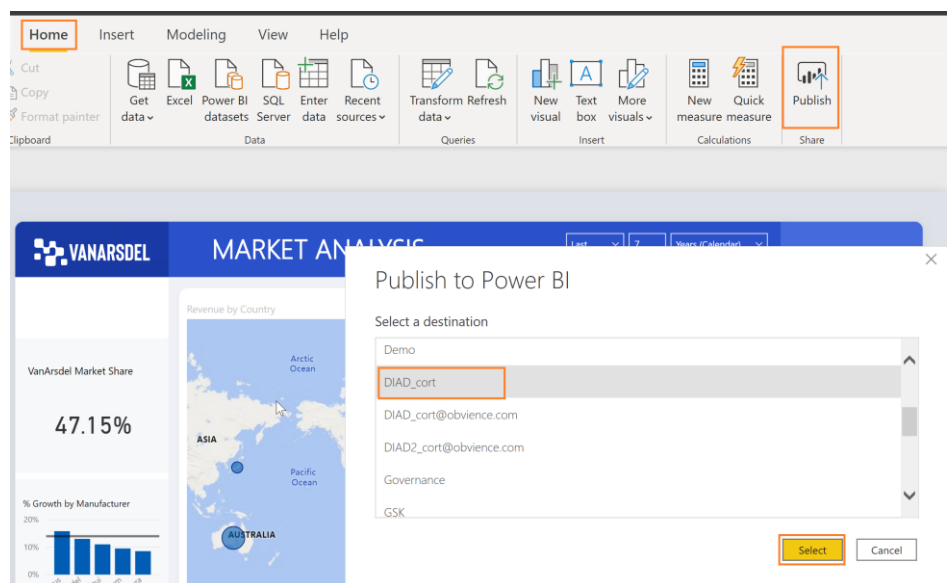 Home Insert Modeling View Help
Cut
Copy
Format painter
Clipboard
Get data
Excel
Power BI datasets
SQL Server
Enter data
Recent sources
Data
Transform data
Refresh
Queries
New visual
Text box
More visuals
Insert
New measure
Quick measure
Calculations
Publish
Share
VANARSDEL
MARKET ANALYSIS
Last 7 Years (Calendar)
Revenue by Country
Arctic
Ocean
ASIA
Pacific
Ocean
AUSTRALIA
VanArsdel Market Share
47.15%
% Growth by Manufacturer
20%
10%
0%
Publish to Power BI
Select a destination
Demo
DIAD_cort
DIAD_cort@obvience.com
DIAD2_cort@obvience.com
Governance
GSK
Select Cancel